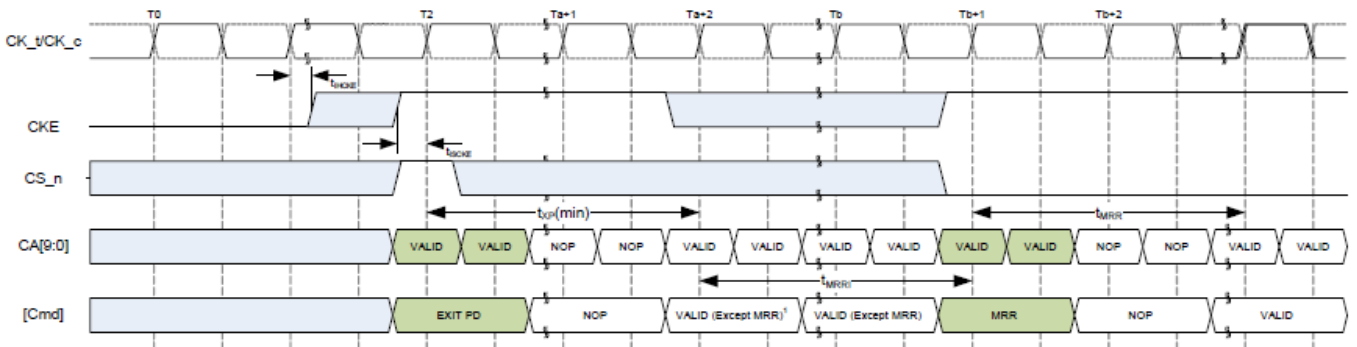 T0 T2 Ta+1 Ta+2 Tb Tb+1 Tb+2
CK_t/CK_c
tIHCKE
CKE
tISCKE
CS_n
tXP(min) tMRR
CA[9:0] VALID VALID NOP NOP VALID VALID VALID VALID VALID VALID NOP NOP VALID VALID
tMRRI
[Cmd] EXIT PD NOP VALID (Except MRR)¹ VALID (Except MRR) MRR NOP VALID